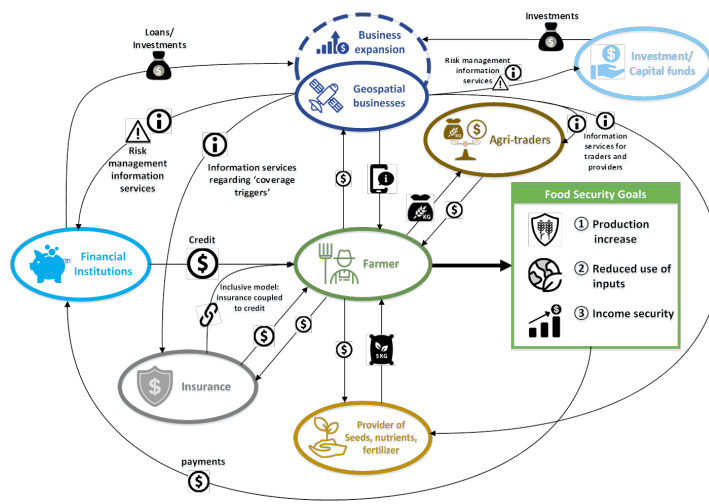 Loans/
Investments
Business
expansion
Investments
Investment/
Capital funds
Risk management
information
services
Geospatial
businesses
Agri-traders
Information
services for
traders and
providers
Risk
management
information
services
Information services
regarding ‘coverage
triggers’
KG
KG
Food Security Goals
1 Production
increase
2 Reduced use of
inputs
3 Income security
Financial
Institutions
Credit
Farmer
Inclusive model:
insurance coupled
to credit
5 KG
Insurance
Provider of
Seeds, nutrients,
fertilizer
payments